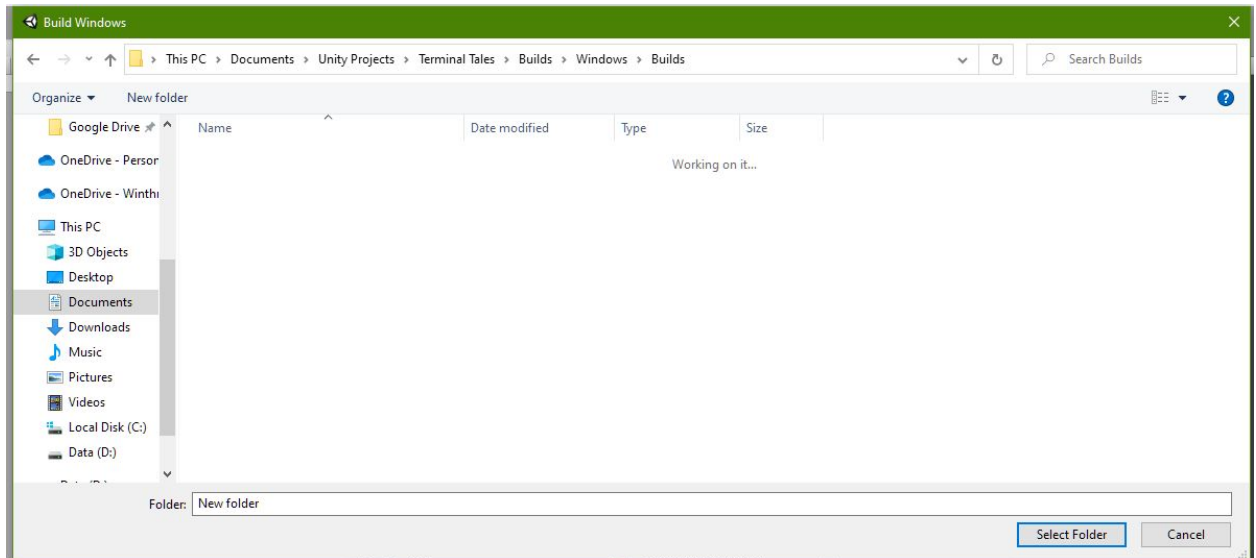 Build Windows
This PC > Documents > Unity Projects > Terminal Tales > Builds > Windows > Builds
Search Builds
Organize
New folder
Name
Date modified
Type
Size
Working on it...
Google Drive
OneDrive - Person
OneDrive - Winthr
This PC
3D Objects
Desktop
Documents
Downloads
Music
Pictures
Videos
Local Disk (C:)
Data (D:)
Folder: New folder
Select Folder
Cancel